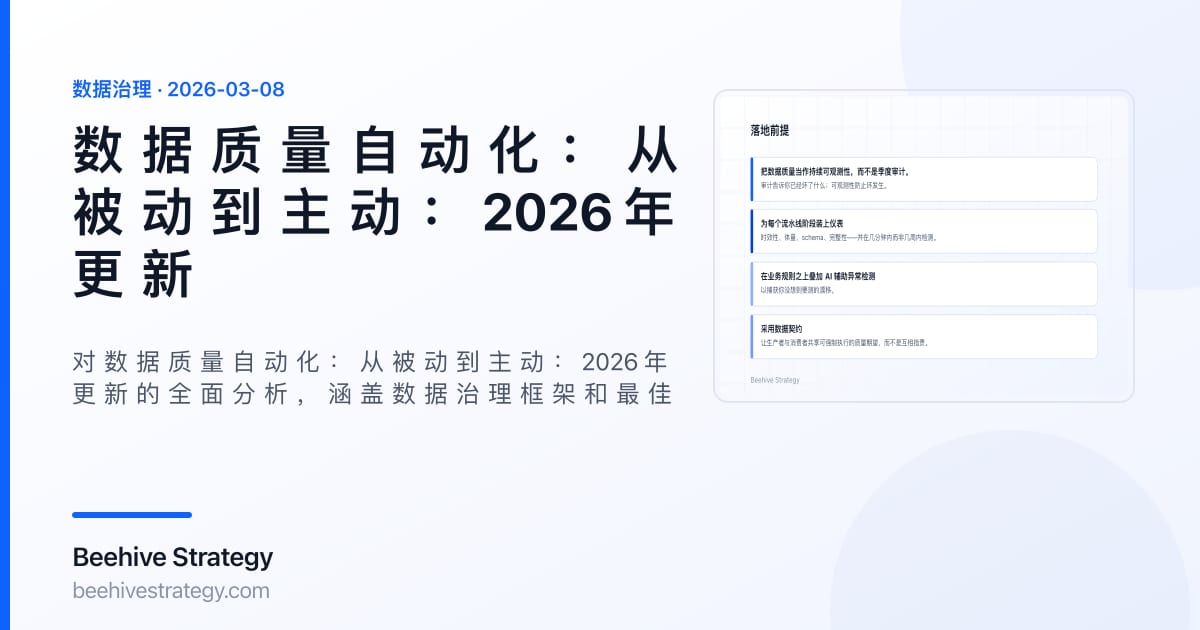 数据治理 · 2026-03-08
数据质量自动化：从
被动到主动：2026年
更新
对数据质量自动化：从被动到主动：2026年
更新的全面分析，涵盖数据治理框架和最佳
Beehive Strategy
beehivestrategy.com
落地前提
把数据质量当作持续可观测性，而不是季度审计。
审计告诉你已经坏了什么；可观测性防止坏发生。
为每个流水线阶段装上仪表
时效性、体量、schema、完整性——并在几分钟内而非几周内检测。
在业务规则之上叠加 AI 辅助异常检测
以捕获你没想到要测的漂移。
采用数据契约
让生产者与消费者共享可强制执行的质量期望，而不是互相指责。
Beehive Strategy